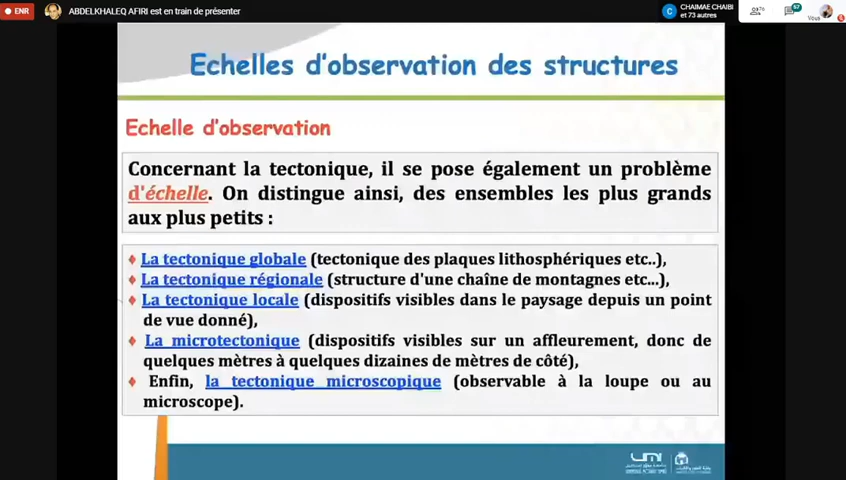 ENR
ABDELKHALEQ AFIRI est en train de présenter
C
CHAIMAE CHAIBI
et 73 autres
Vous
Echelles d'observation des structures
Echelle d'observation
Concernant la tectonique, il se pose également un problème
d'échelle. On distingue ainsi, des ensembles les plus grands
aux plus petits :
♦ La tectonique globale (tectonique des plaques lithosphériques etc..),
♦ La tectonique régionale (structure d'une chaîne de montagnes etc...),
♦ La tectonique locale (dispositifs visibles dans le paysage depuis un point
de vue donné),
♦ La microtectonique (dispositifs visibles sur un affleurement, donc de
quelques mètres à quelques dizaines de mètres de côté),
♦ Enfin, la tectonique microscopique (observable à la loupe ou au
microscope).